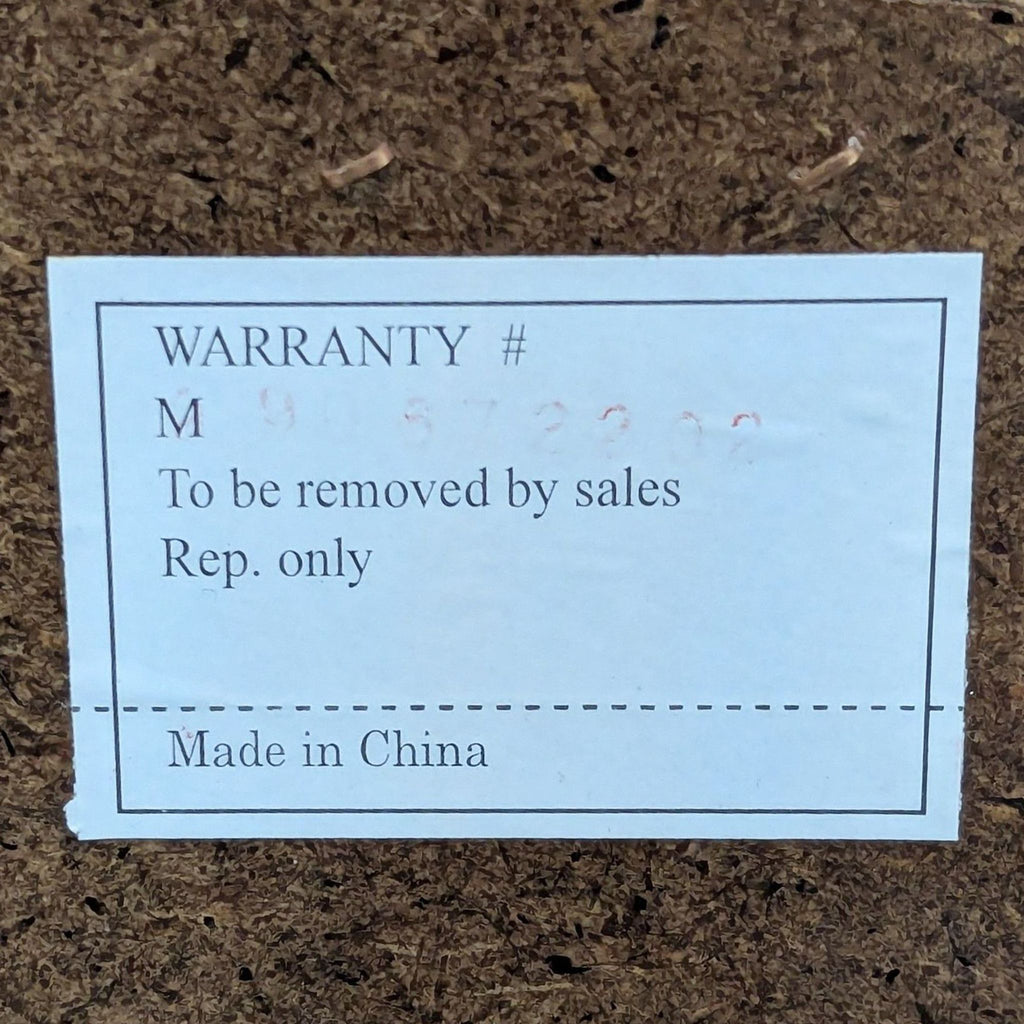 WARRANTY #
M
To be removed by sales
Rep. only
Made in China